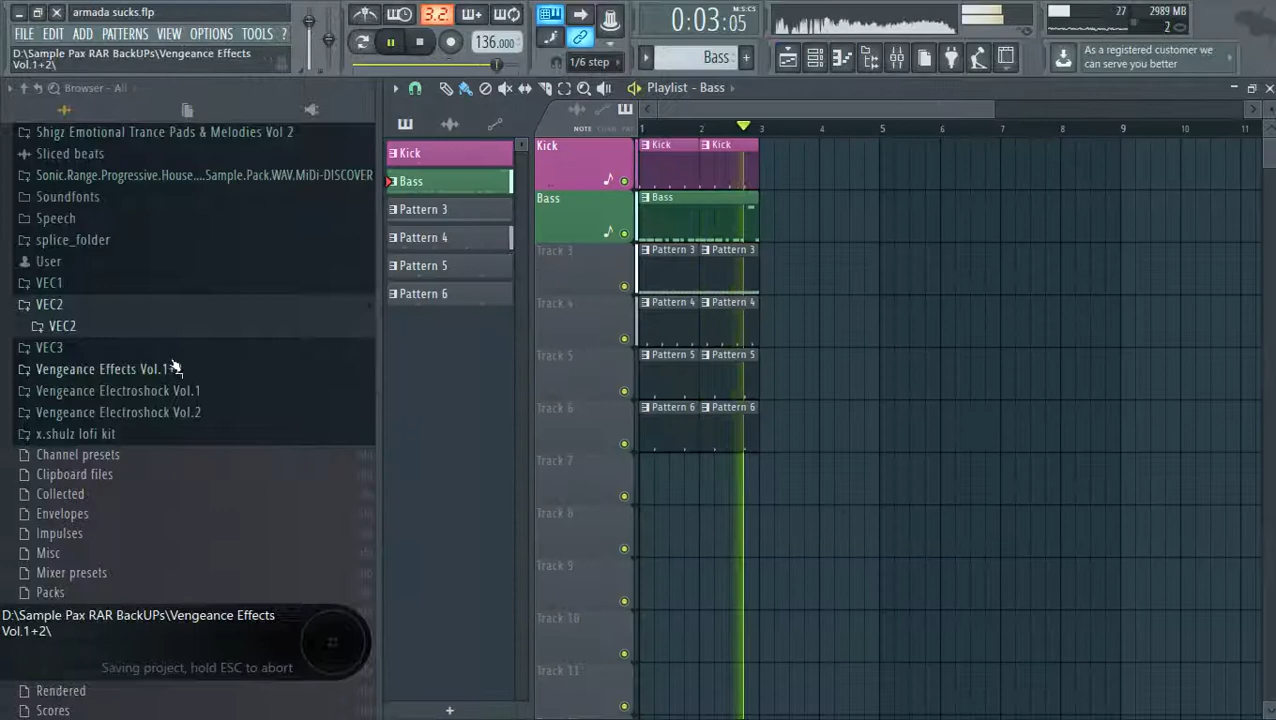 armada sucks.flp
FILE EDIT ADD PATTERNS VIEW OPTIONS TOOLS ?
D:\Sample Pax RAR BackUPs\Vengeance Effects
Vol.1+2\
3.2
136.000
M:S:CS
0:03:05
27
2989 MB
2
1/6 step
Bass
As a registered customer we
can serve you better
Browser - All
Playlist - Bass
Shigz Emotional Trance Pads & Melodies Vol 2
Sliced beats
Sonic.Range.Progressive.House....Sample.Pack.WAV.MiDi-DISCOVER
Soundfonts
Speech
splice_folder
User
VEC1
VEC2
VEC2
VEC3
Vengeance Effects Vol.1+2
Vengeance Electroshock Vol.1
Vengeance Electroshock Vol.2
x.shulz lofi kit
Channel presets
Clipboard files
Collected
Envelopes
Impulses
Misc
Mixer presets
Packs
D:\Sample Pax RAR BackUPs\Vengeance Effects
Vol.1+2\
Saving project, hold ESC to abort
Rendered
Scores
Kick
Bass
Pattern 3
Pattern 4
Pattern 5
Pattern 6
NOTE CHAN PAT
1 2 3 4 5 6 7 8 9 10 11
Kick Kick Kick
Bass Bass
Track 3 Pattern 3 Pattern 3
Track 4 Pattern 4 Pattern 4
Track 5 Pattern 5 Pattern 5
Track 6 Pattern 6 Pattern 6
Track 7
Track 8
Track 9
Track 10
Track 11